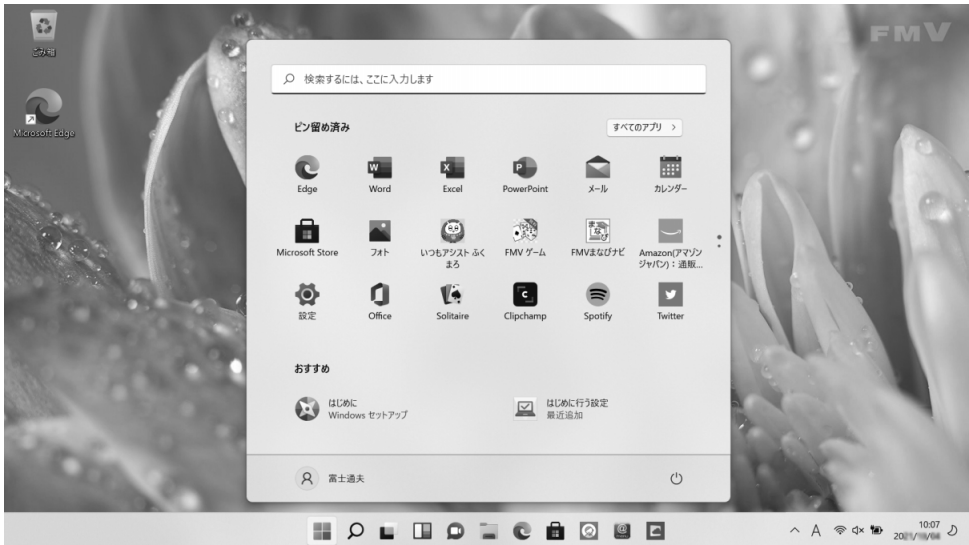 FMV
ごみ箱
Microsoft Edge
検索するには、ここに入力します
ピン留め済み
すべてのアプリ
Edge
Word
Excel
PowerPoint
メール
カレンダー
Microsoft Store
フォト
いつもアシスト ふく
まろ
FMV ゲーム
FMVまなびナビ
Amazon(アマゾン
ジャパン)：通販...
設定
Office
Solitaire
Clipchamp
Spotify
Twitter
おすすめ
はじめに
Windows セットアップ
はじめに行う設定
最近追加
富士通夫
A
10:07